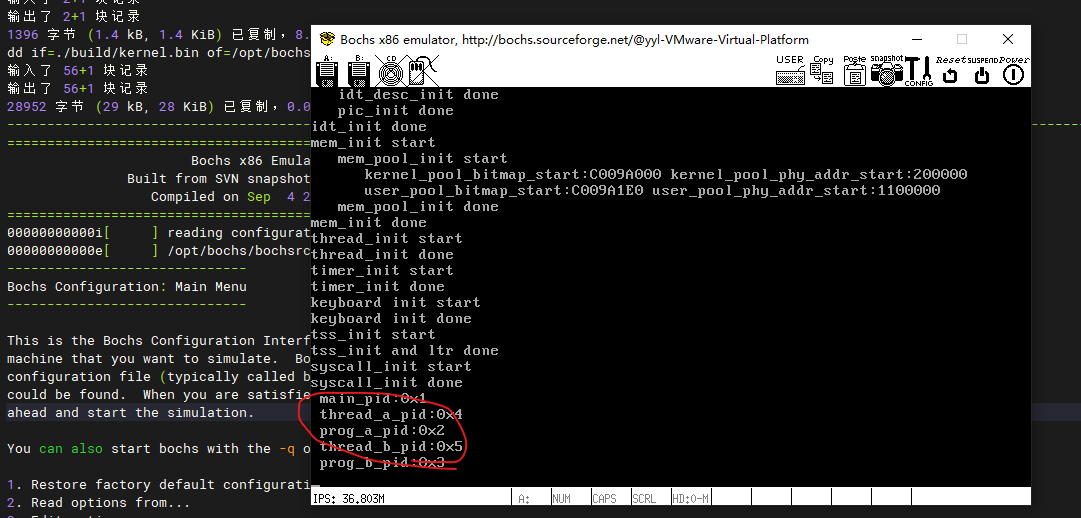 输出了 2+1 块记录
1396 字节 (1.4 kB, 1.4 KiB) 已复制，8.
dd if=./build/kernel.bin of=/opt/bochs
输入了 56+1 块记录
输出了 56+1 块记录
28952 字节 (29 kB, 28 KiB) 已复制，0.0
Bochs x86 Emula
Built from SVN snapshot
Compiled on Sep  4 2
00000000000i[      ] reading configurat
00000000000e[      ] /opt/bochs/bochsrc
------------------------------
Bochs Configuration: Main Menu
------------------------------
This is the Bochs Configuration Interf
machine that you want to simulate.  Bo
configuration file (typically called b
could be found.  When you are satisfie
ahead and start the simulation.
You can also start bochs with the -q o
1. Restore factory default configurati
2. Read options from...
Bochs x86 emulator, http://bochs.sourceforge.net/@yyl-VMware-Virtual-Platform
A: B: CD USER Copy Paste snapshot CONFIG Reset SUSPEND Power
idt_desc_init done
pic_init done
idt_init done
mem_init start
mem_pool_init start
kernel_pool_bitmap_start:C009A000 kernel_pool_phy_addr_start:200000
user_pool_bitmap_start:C009A1E0 user_pool_phy_addr_start:1100000
mem_pool_init done
mem_init done
thread_init start
thread_init done
timer_init start
timer_init done
keyboard init start
keyboard init done
tss_init start
tss_init and ltr done
syscall_init start
syscall_init done
main_pid:0x1
thread_a_pid:0x4
prog_a_pid:0x2
thread_b_pid:0x5
prog_b_pid:0x3
IPS: 36.803M A: NUM CAPS SCRL HD:0-M